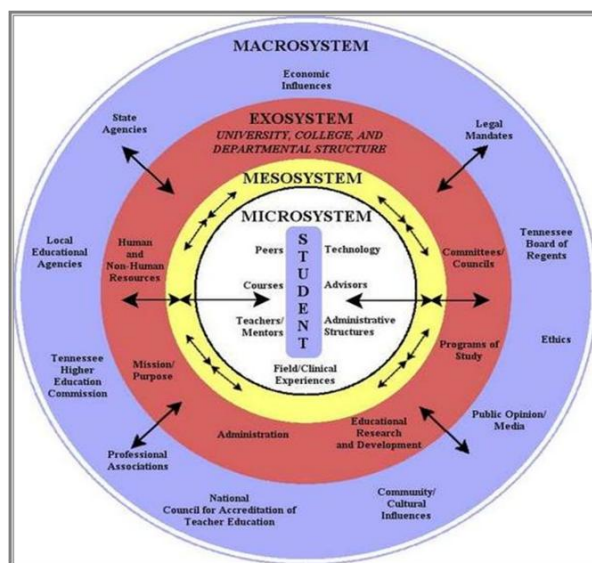 MACROSYSTEM
Economic
Influences
State
Agencies
Legal
Mandates
EXOSYSTEM
UNIVERSITY, COLLEGE, AND
DEPARTMENTAL STRUCTURE
MESOSYSTEM
MICROSYSTEM
Local
Educational
Agencies
Human
and
Non-Human
Resources
Peers
Courses
Teachers/
Mentors
STUDENT
Technology
Advisors
Administrative
Structures
Field/Clinical
Experiences
Committees/
Councils
Tennessee
Board of
Regents
Ethics
Programs of
Study
Mission/
Purpose
Tennessee
Higher
Education
Commission
Administration
Educational
Research
and Development
Public Opinion/
Media
Professional
Associations
National
Council for Accreditation of
Teacher Education
Community/
Cultural
Influences